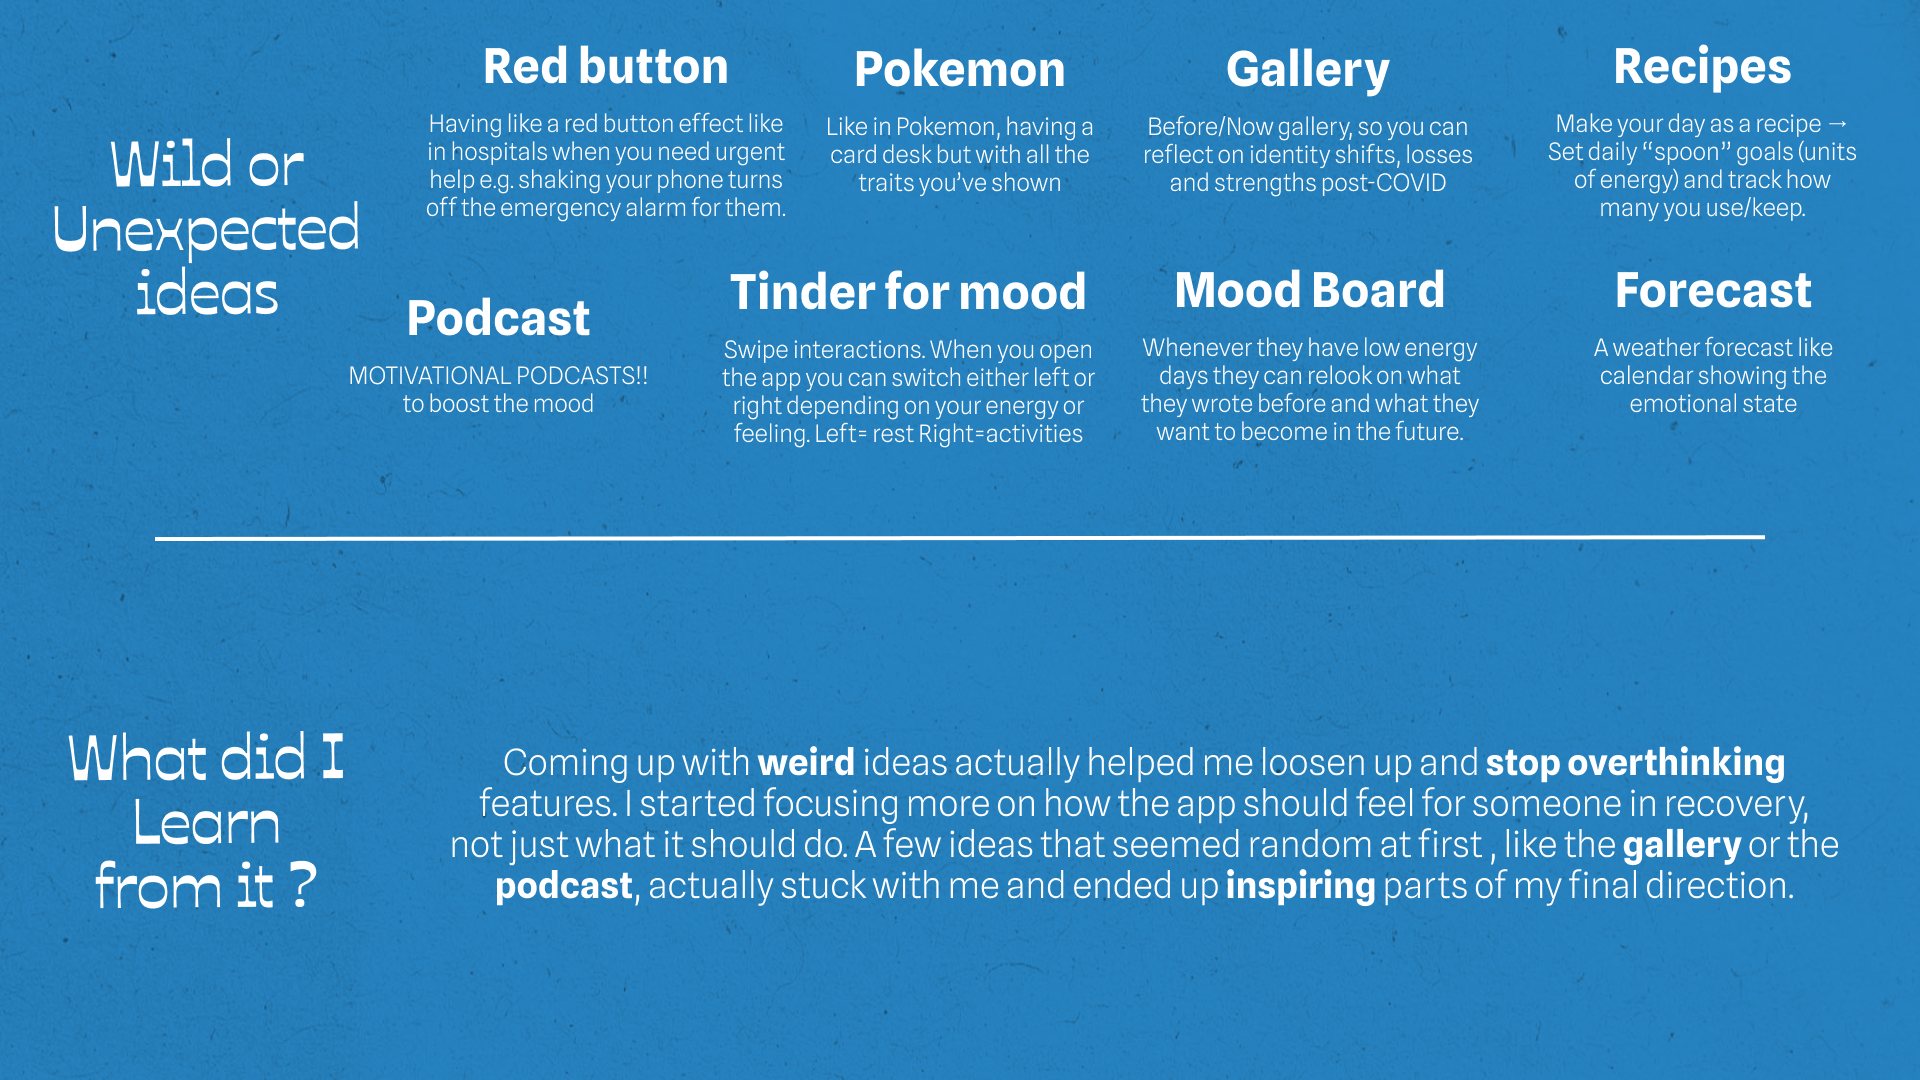 Wild or
Unexpected
ideas
Red button
Having like a red button effect like
in hospitals when you need urgent
help e.g. shaking your phone turns
off the emergency alarm for them.
Pokemon
Like in Pokemon, having a
card desk but with all the
traits you've shown
Gallery
Before/Now gallery, so you can
reflect on identity shifts, losses
and strengths post-COVID
Recipes
Make your day as a recipe →
Set daily “spoon” goals (units
of energy) and track how
many you use/keep.
Podcast
MOTIVATIONAL PODCASTS!!
to boost the mood
Tinder for mood
Swipe interactions. When you open
the app you can switch either left or
right depending on your energy or
feeling. Left= rest Right=activities
Mood Board
Whenever they have low energy
days they can relook on what
they wrote before and what they
want to become in the future.
Forecast
A weather forecast like
calendar showing the
emotional state
What did I
Learn
from it ?
Coming up with weird ideas actually helped me loosen up and stop overthinking
features. I started focusing more on how the app should feel for someone in recovery,
not just what it should do. A few ideas that seemed random at first , like the gallery or the
podcast, actually stuck with me and ended up inspiring parts of my final direction.